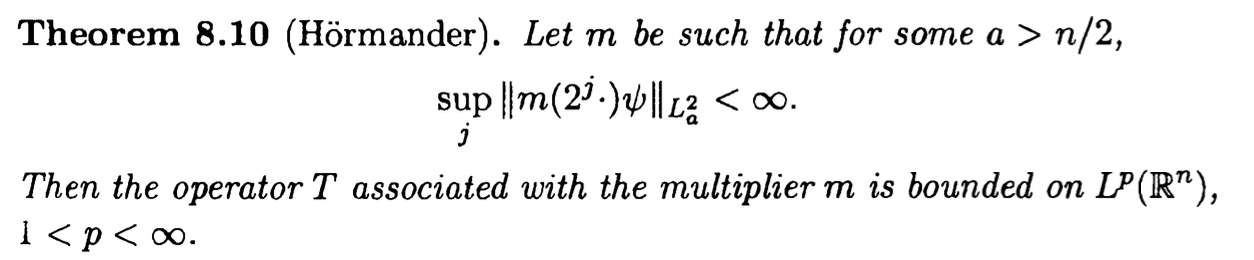 Theorem 8.10 (Hörmander). Let m be such that for some a > n/2,
sup_j ‖m(2^j ·)ψ‖_{L^2_a} < ∞.
Then the operator T associated with the multiplier m is bounded on L^p(ℝ^n),
1 < p < ∞.